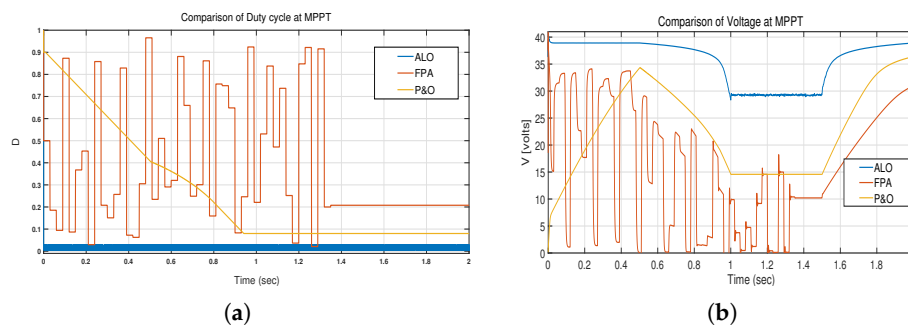 Comparison of Duty cycle at MPPT
1
0.9
0.8
0.7
0.6
0.5
0.4
0.3
0.2
0.1
0
D
ALO
FPA
P&O
0
0.2
0.4
0.6
0.8
1
1.2
1.4
1.6
1.8
2
Time (sec)
(a)
Comparison of Voltage at MPPT
40
35
30
25
20
15
10
5
0
V [volts]
ALO
FPA
P&O
0
0.2
0.4
0.6
0.8
1
1.2
1.4
1.6
1.8
Time (sec)
(b)